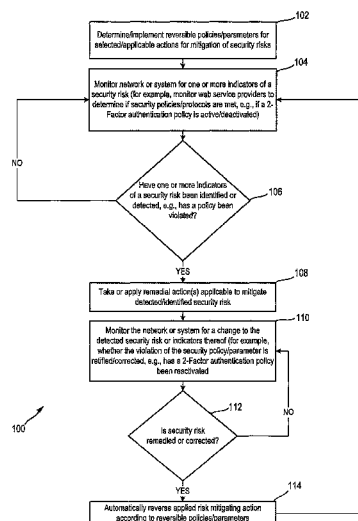 102
Determine/implement reversible policies/parameters for
selected/applicable actions for mitigation of security risks
104
Monitor network or system for one or more indicators of a
security risk (for example, monitor web service providers to
determine if security policies/protocols are met, e.g., if a 2-
Factor authentication policy is active/deactivated)
NO
106
Have one or more indicators
of a security risk been identified or
detected, e.g., has a policy been
violated?
YES
108
Take or apply remedial action(s) applicable to mitigate
detected/identified security risk
110
Monitor the network or system for a change to the
detected security risk or indicators thereof (for example,
whether the violation of the security policy/parameter is
retified/corrected, e.g., has a 2-Factor authentication policy
been reactivated
112
NO
Is security risk
remedied or corrected?
100
YES
114
Automatically reverse applied risk mitigating action
according to reversible policies/parameters